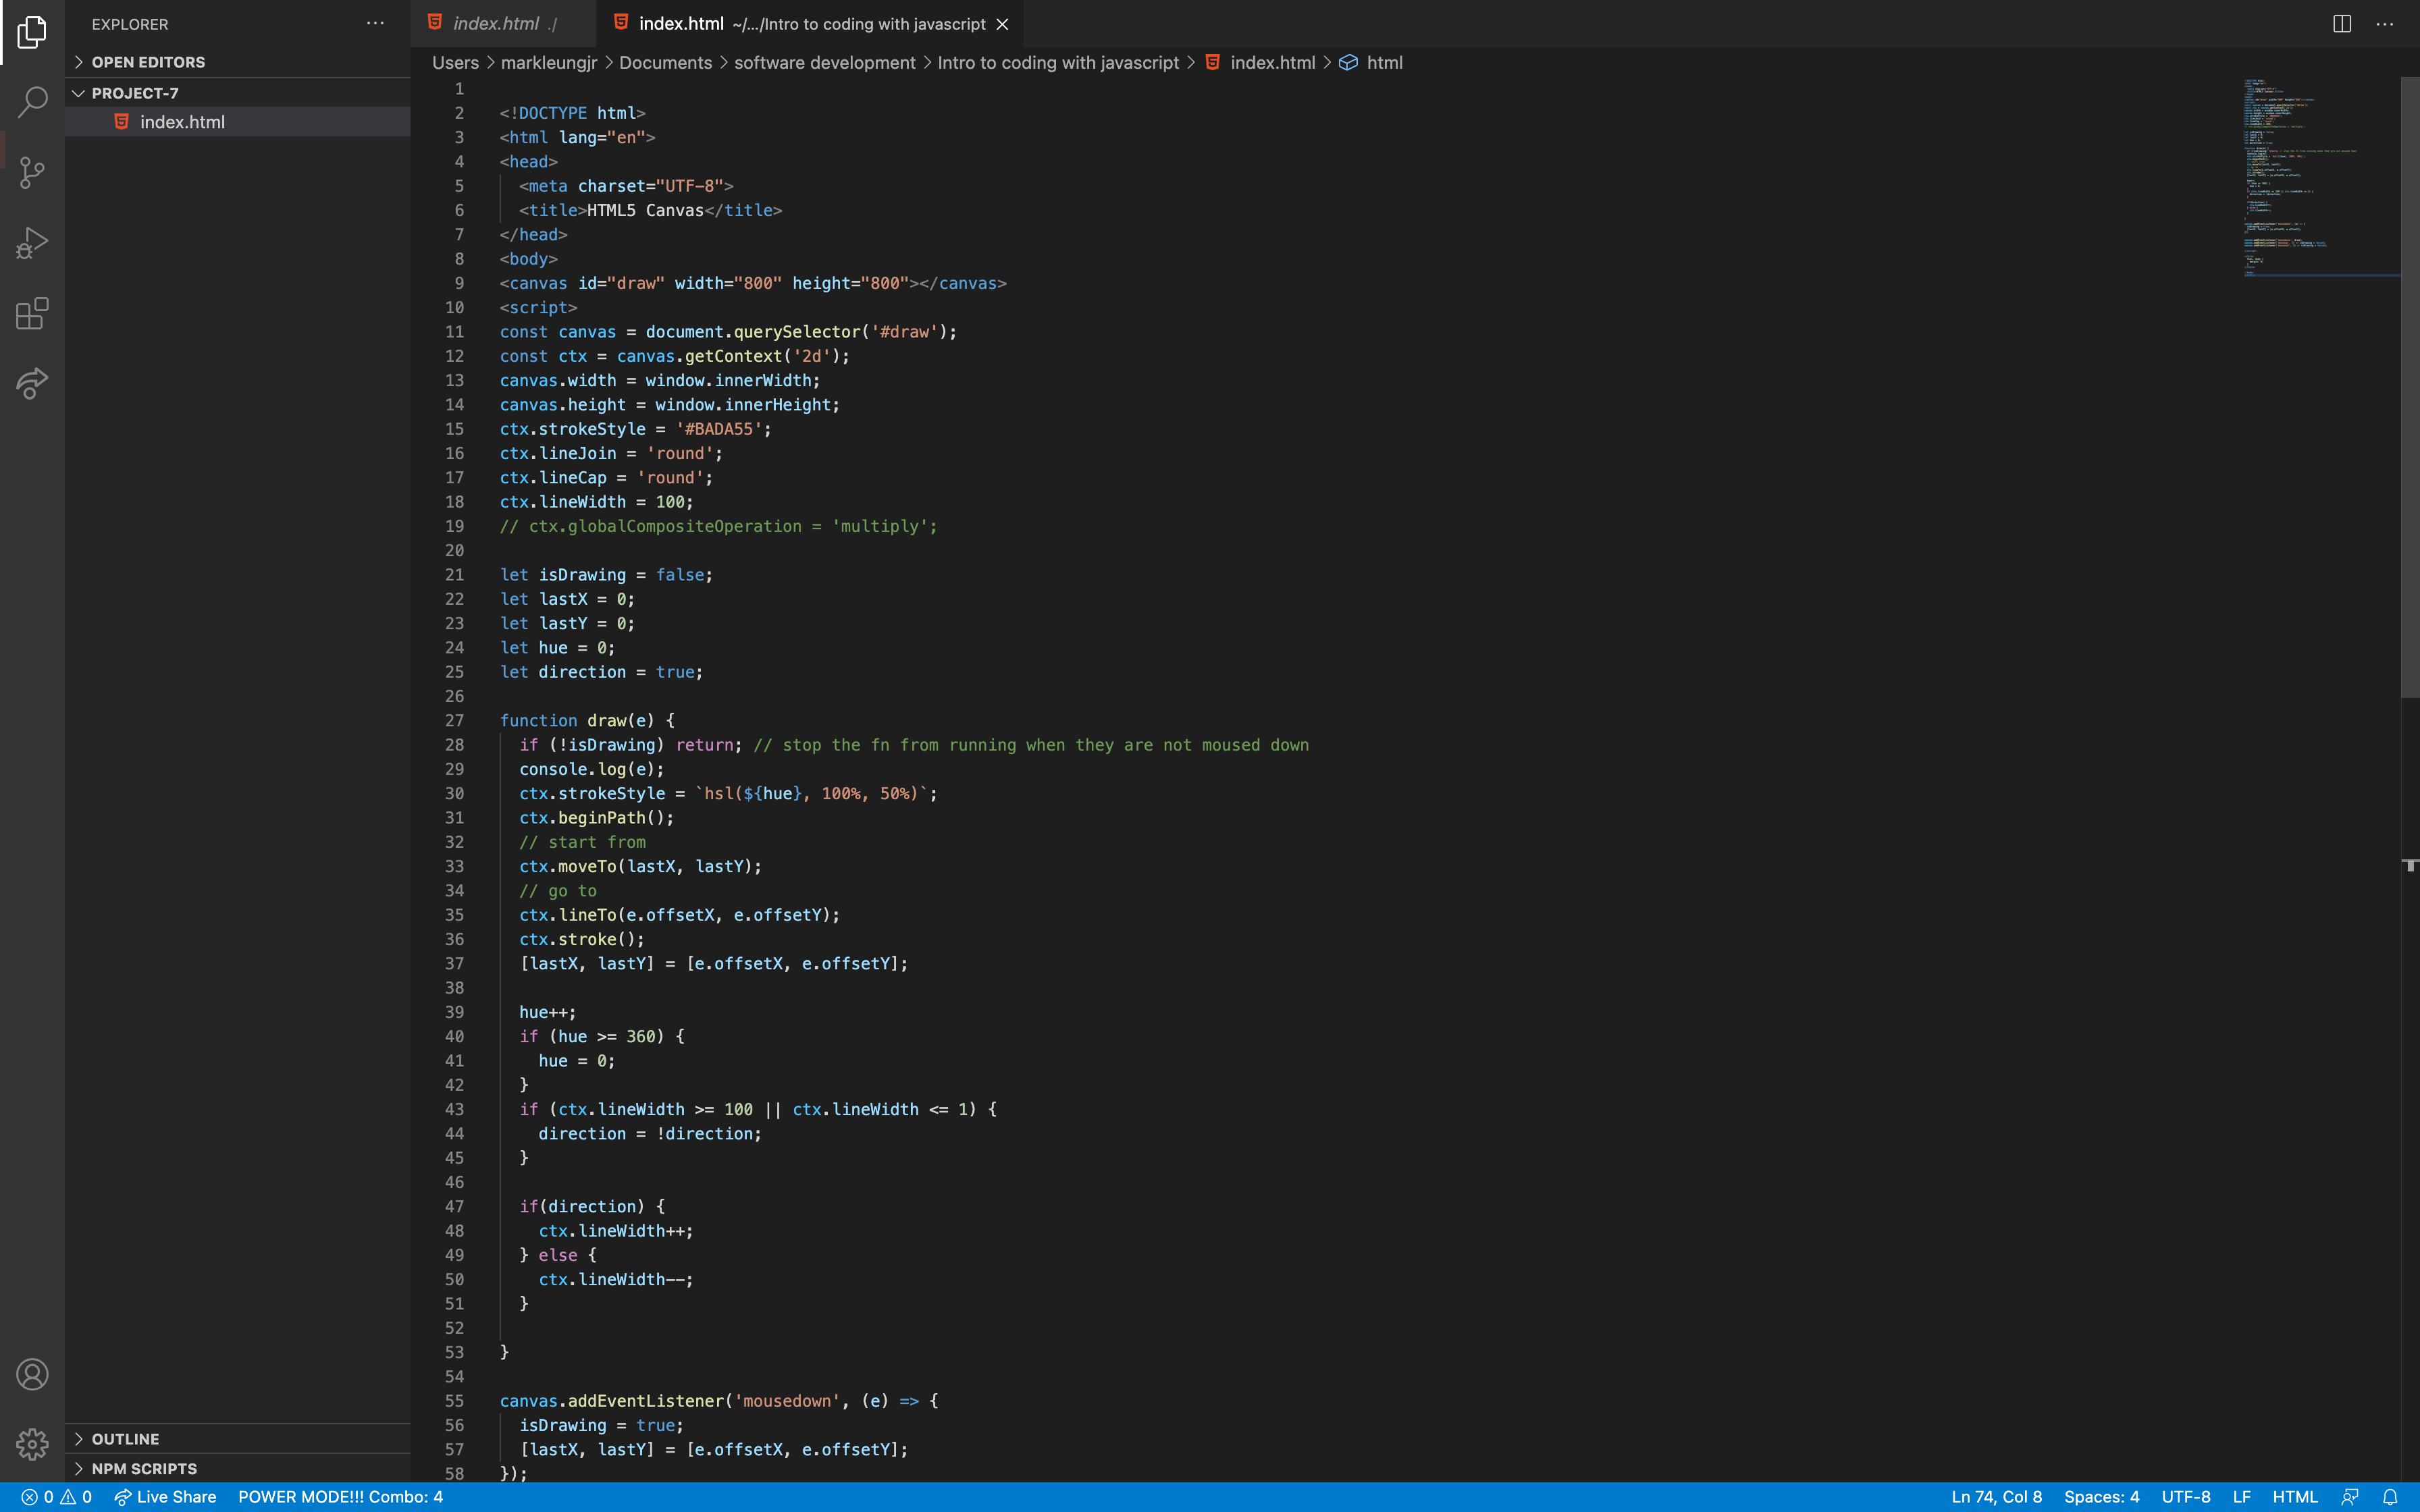 EXPLORER
OPEN EDITORS
PROJECT-7
index.html
OUTLINE
NPM SCRIPTS
index.html ./
index.html ~/.../Intro to coding with javascript
Users > markleungjr > Documents > software development > Intro to coding with javascript > index.html > html
1
2 <!DOCTYPE html>
3 <html lang="en">
4 <head>
5 <meta charset="UTF-8">
6 <title>HTML5 Canvas</title>
7 </head>
8 <body>
9 <canvas id="draw" width="800" height="800"></canvas>
10 <script>
11 const canvas = document.querySelector('#draw');
12 const ctx = canvas.getContext('2d');
13 canvas.width = window.innerWidth;
14 canvas.height = window.innerHeight;
15 ctx.strokeStyle = '#BADA55';
16 ctx.lineJoin = 'round';
17 ctx.lineCap = 'round';
18 ctx.lineWidth = 100;
19 // ctx.globalCompositeOperation = 'multiply';
20
21 let isDrawing = false;
22 let lastX = 0;
23 let lastY = 0;
24 let hue = 0;
25 let direction = true;
26
27 function draw(e) {
28 if (!isDrawing) return; // stop the fn from running when they are not moused down
29 console.log(e);
30 ctx.strokeStyle = `hsl(${hue}, 100%, 50%)`;
31 ctx.beginPath();
32 // start from
33 ctx.moveTo(lastX, lastY);
34 // go to
35 ctx.lineTo(e.offsetX, e.offsetY);
36 ctx.stroke();
37 [lastX, lastY] = [e.offsetX, e.offsetY];
38
39 hue++;
40 if (hue >= 360) {
41 hue = 0;
42 }
43 if (ctx.lineWidth >= 100 || ctx.lineWidth <= 1) {
44 direction = !direction;
45 }
46
47 if(direction) {
48 ctx.lineWidth++;
49 } else {
50 ctx.lineWidth--;
51 }
52
53 }
54
55 canvas.addEventListener('mousedown', (e) => {
56 isDrawing = true;
57 [lastX, lastY] = [e.offsetX, e.offsetY];
58 });
0 0 Live Share POWER MODE!!! Combo: 4 Ln 74, Col 8 Spaces: 4 UTF-8 LF HTML